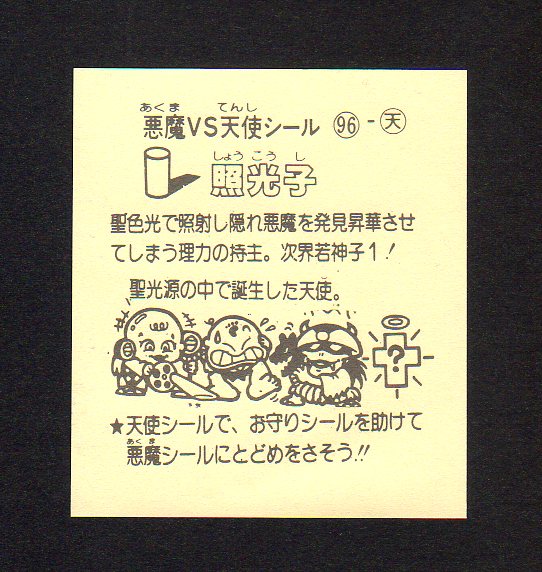 あくま てんし
悪魔VS天使シール 96-天
しょう こう し
照光子
聖色光で照射し隠れ悪魔を発見昇華させ
てしまう理力の持主。次界若神子1!
聖光源の中で誕生した天使。
?
★天使シールで、お守りシールを助けて
あくま
悪魔シールにとどめをさそう!!